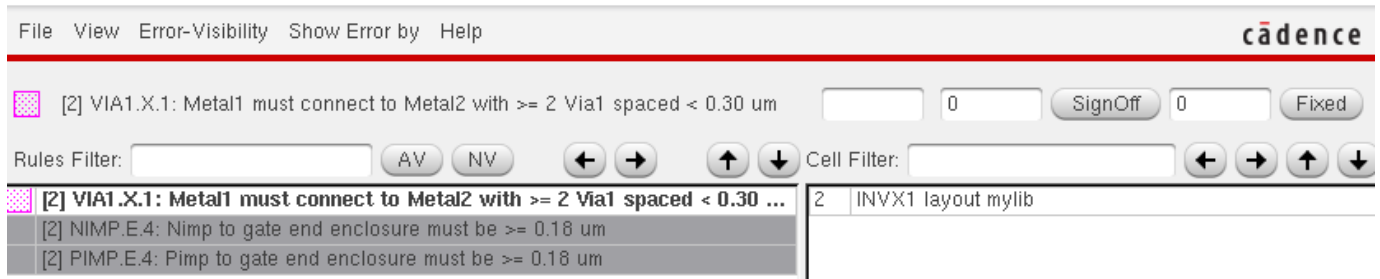 File View Error-Visibility Show Error by Help cādence
[2] VIA1.X.1: Metal1 must connect to Metal2 with >= 2 Via1 spaced < 0.30 um 0 SignOff 0 Fixed
Rules Filter: AV NV Cell Filter:
[2] VIA1.X.1: Metal1 must connect to Metal2 with >= 2 Via1 spaced < 0.30 ... 2 INVX1 layout mylib
[2] NIMP.E.4: Nimp to gate end enclosure must be >= 0.18 um
[2] PIMP.E.4: Pimp to gate end enclosure must be >= 0.18 um